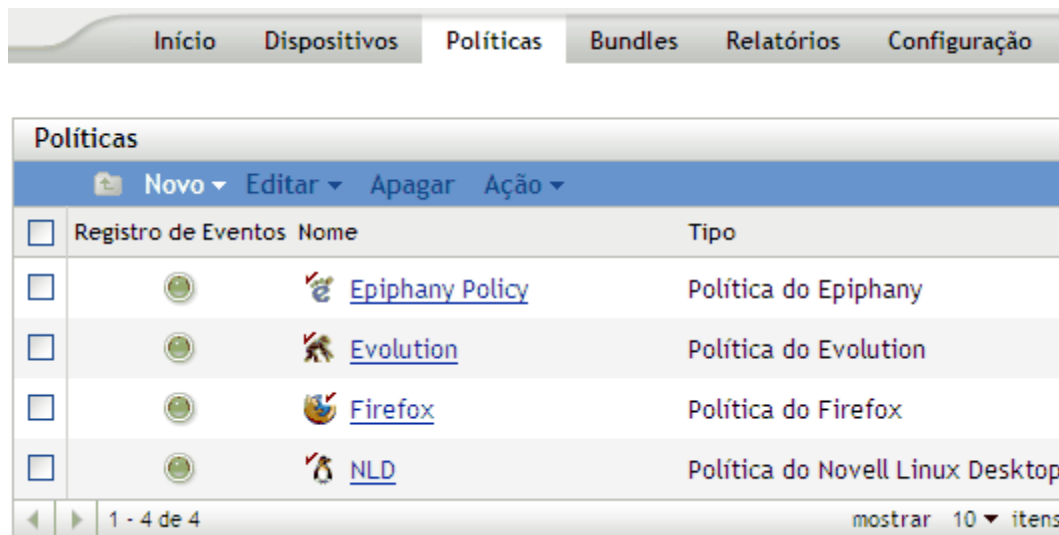 Início Dispositivos Políticas Bundles Relatórios Configuração
Políticas
Novo Editar Apagar Ação
Registro de Eventos Nome Tipo
Epiphany Policy Política do Epiphany
Evolution Política do Evolution
Firefox Política do Firefox
NLD Política do Novell Linux Desktop
1 - 4 de 4 mostrar 10 itens